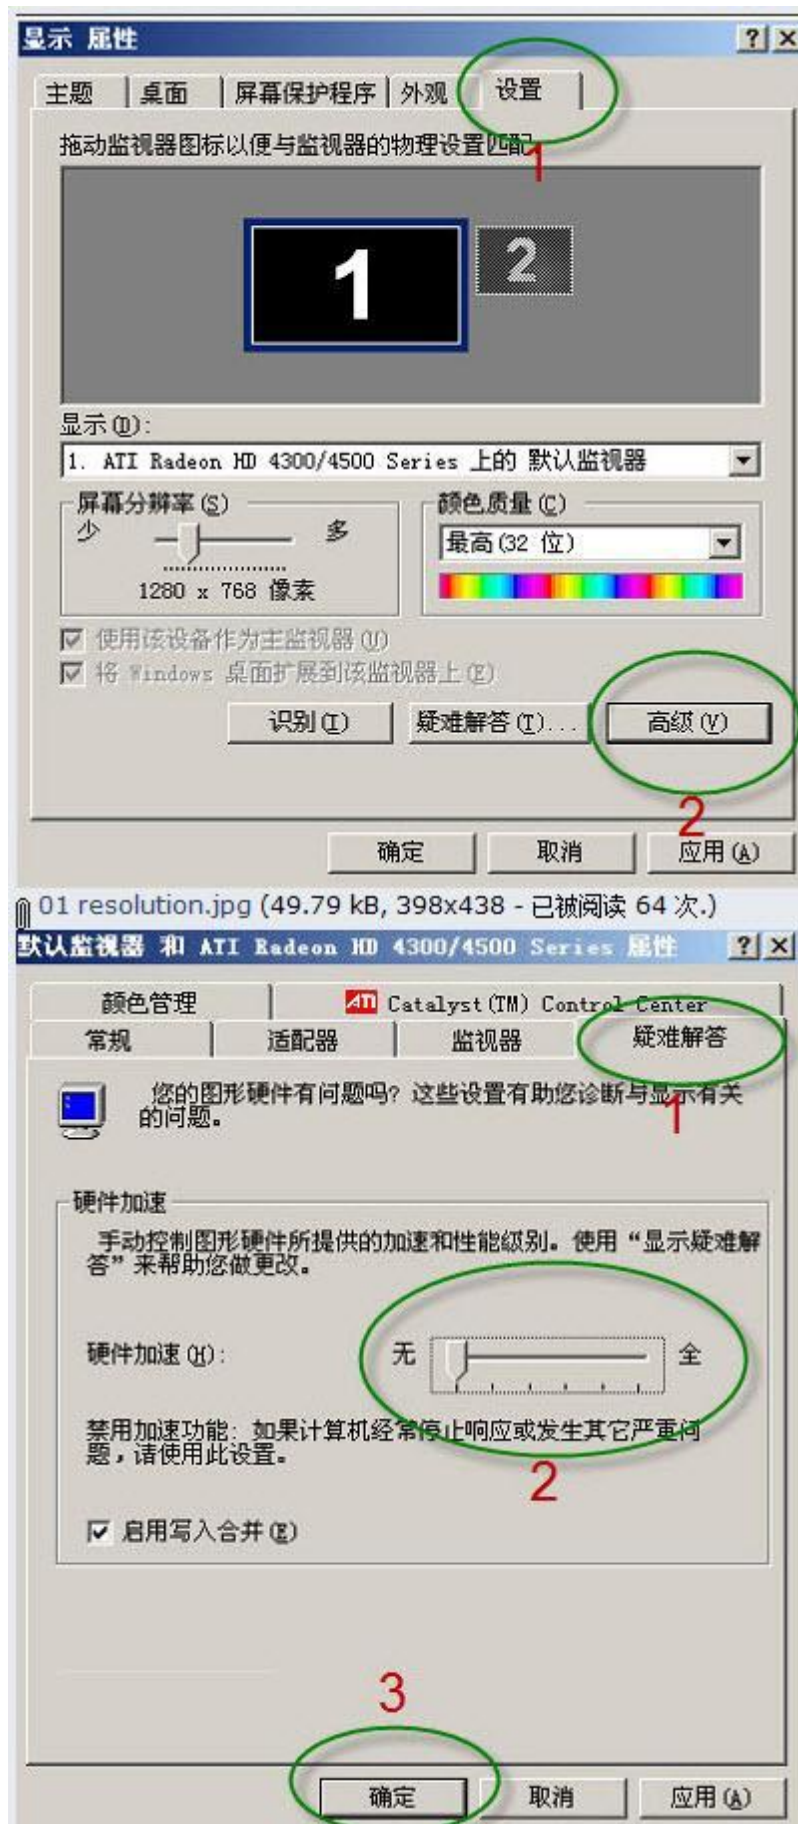 显示 属性
主题 桌面 屏幕保护程序 外观 设置
拖动监视器图标以便与监视器的物理设置匹配
1
1 2
显示(D):
1. ATI Radeon HD 4300/4500 Series 上的 默认监视器
屏幕分辨率(S)
少 多
1280 x 768 像素
颜色质量(C)
最高(32 位)
使用该设备作为主监视器(U)
将 Windows 桌面扩展到该监视器上(E)
识别(I) 疑难解答(T)... 高级(V)
2
确定 取消 应用(A)
01 resolution.jpg (49.79 kB, 398x438 - 已被阅读 64 次.)
默认监视器 和 ATI Radeon HD 4300/4500 Series 属性
颜色管理 ATI Catalyst(TM) Control Center
常规 适配器 监视器 疑难解答
1
您的图形硬件有问题吗? 这些设置有助您诊断与显示有关
的问题。
硬件加速
手动控制图形硬件所提供的加速和性能级别。使用“显示疑难解
答”来帮助您做更改。
硬件加速(H): 无 全
禁用加速功能: 如果计算机经常停止响应或发生其它严重问
题，请使用此设置。
2
启用写入合并(E)
3
确定 取消 应用(A)